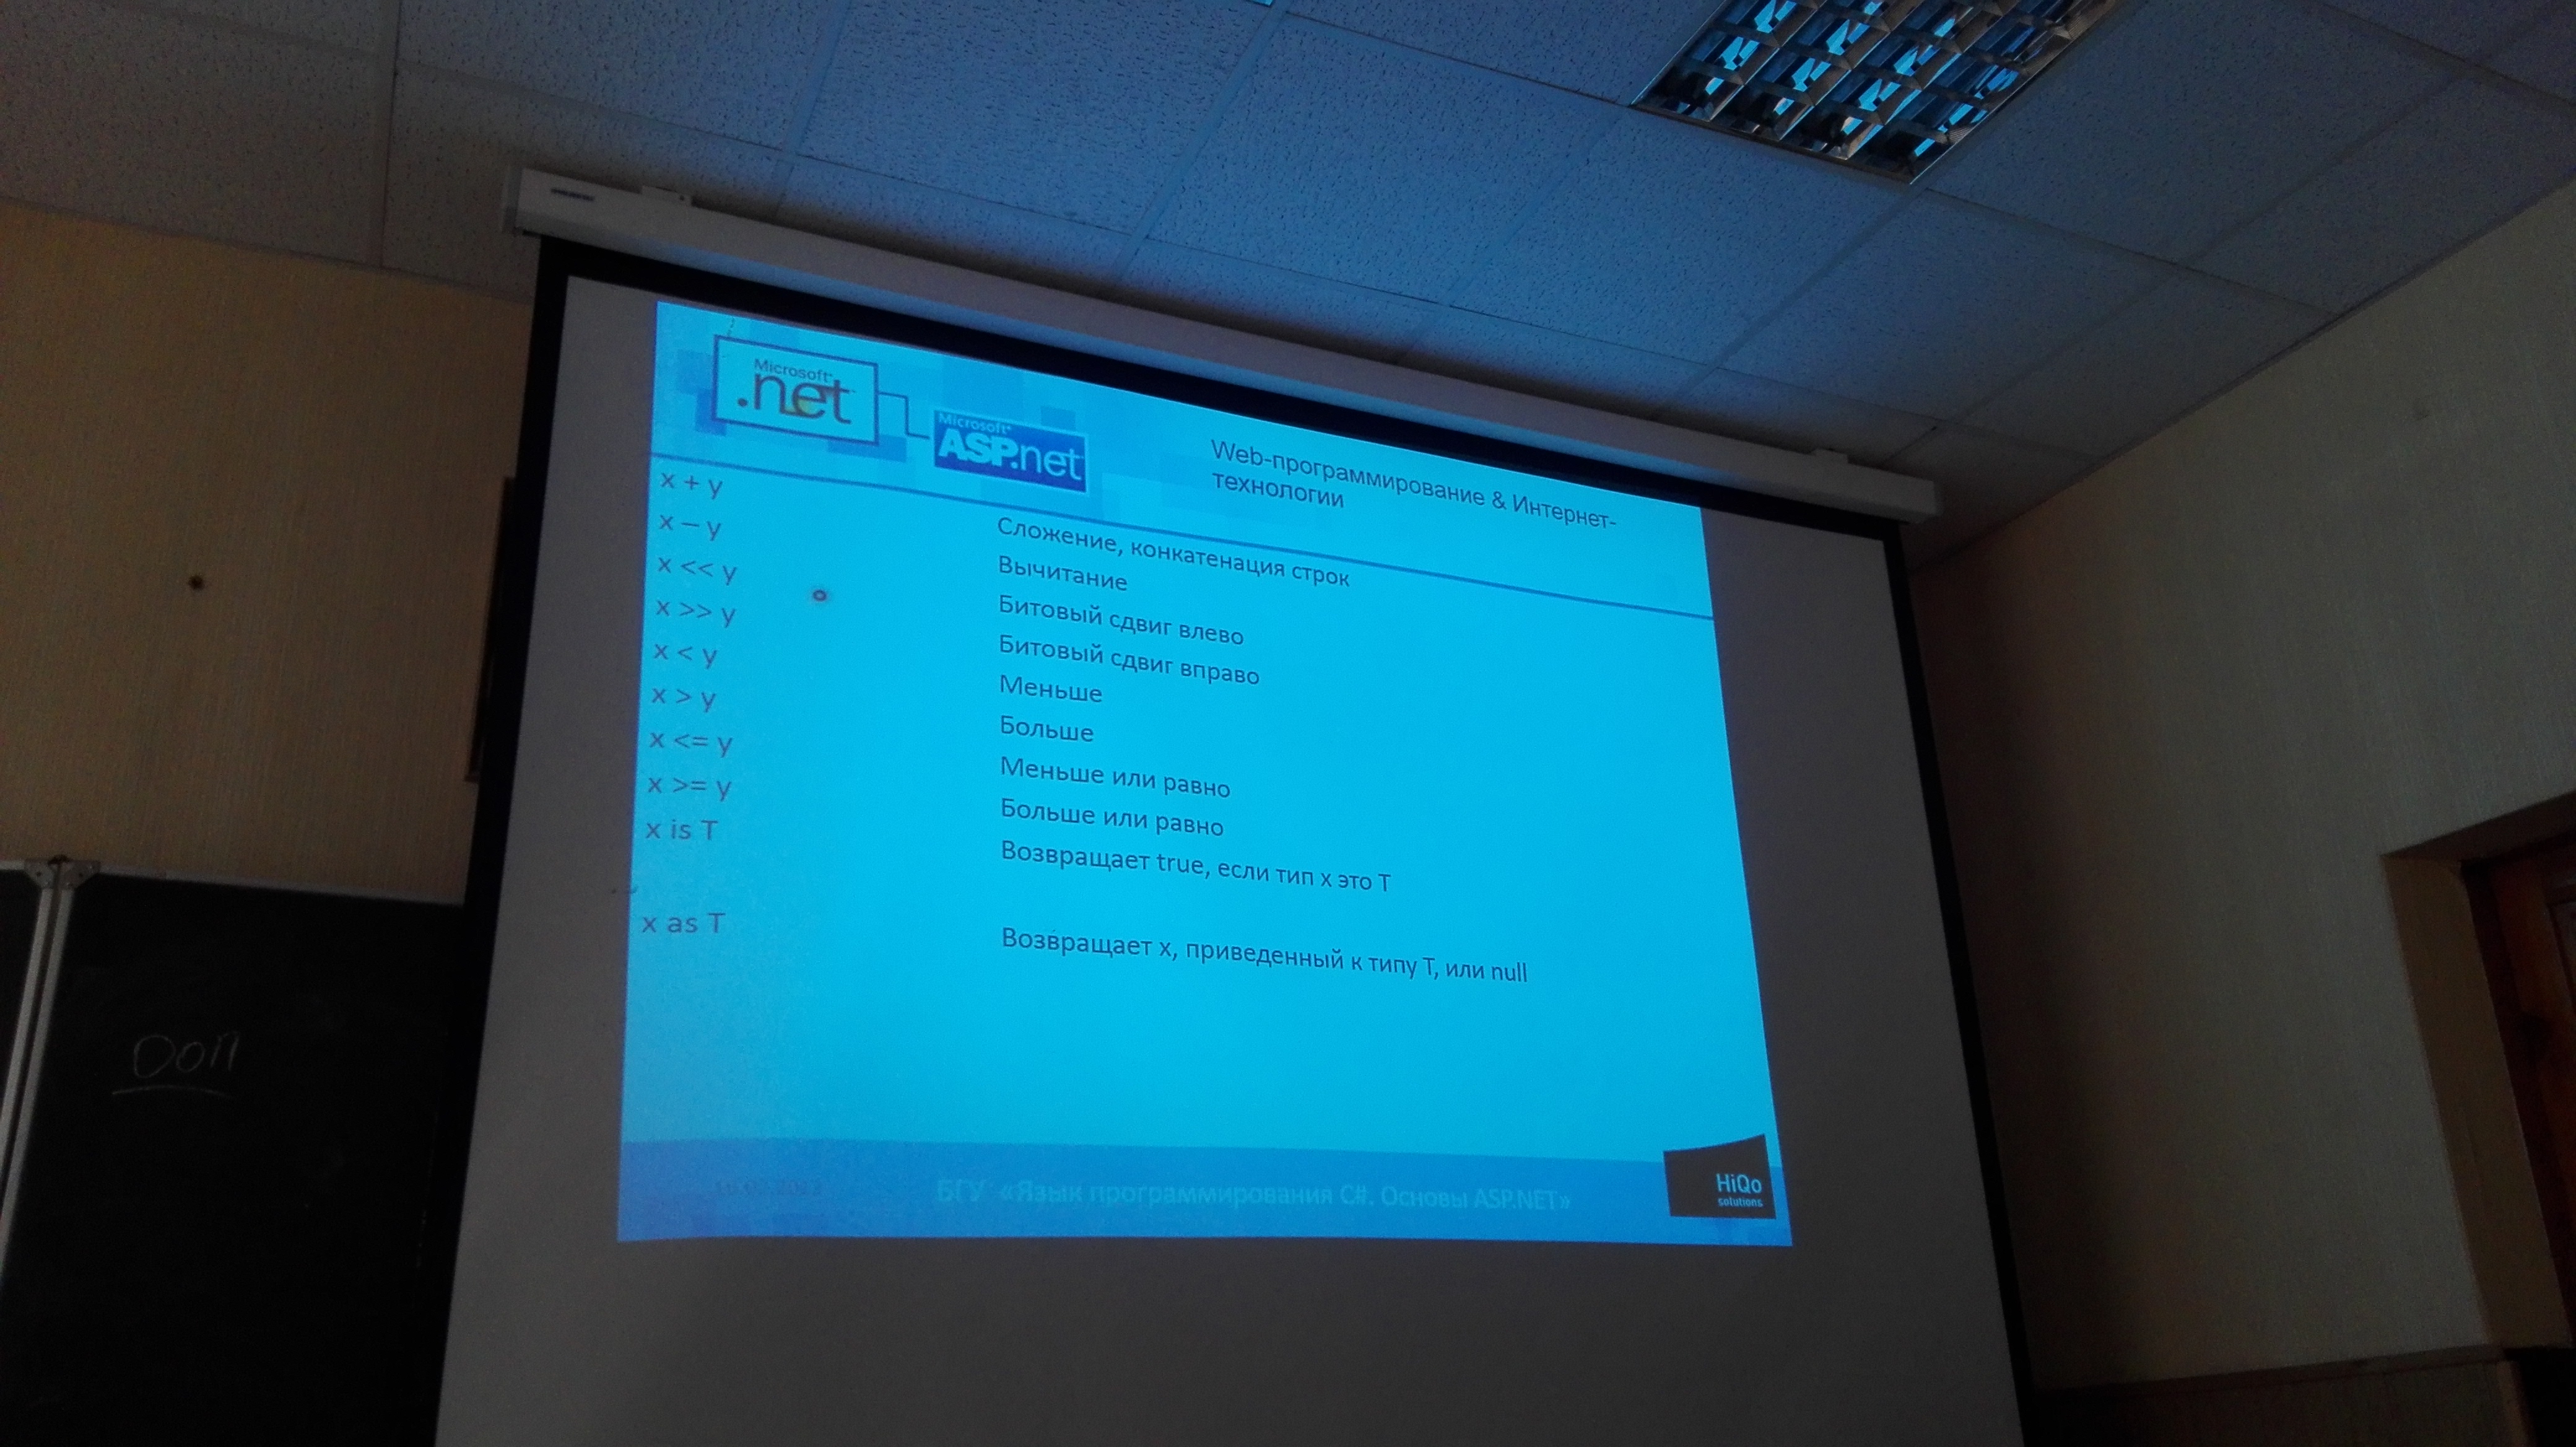 Microsoft
.net
Microsoft
ASP.net
Web-программирование & Интернет-
технологии
x + y Сложение, конкатенация строк
x – y Вычитание
x << y Битовый сдвиг влево
x >> y Битовый сдвиг вправо
x < y Меньше
x > y Больше
x <= y Меньше или равно
x >= y Больше или равно
x is T Возвращает true, если тип x это T
x as T Возвращает x, приведенный к типу T, или null
БГУ «Язык программирования C#. Основы ASP.NET»
HiQo
solutions
ООП